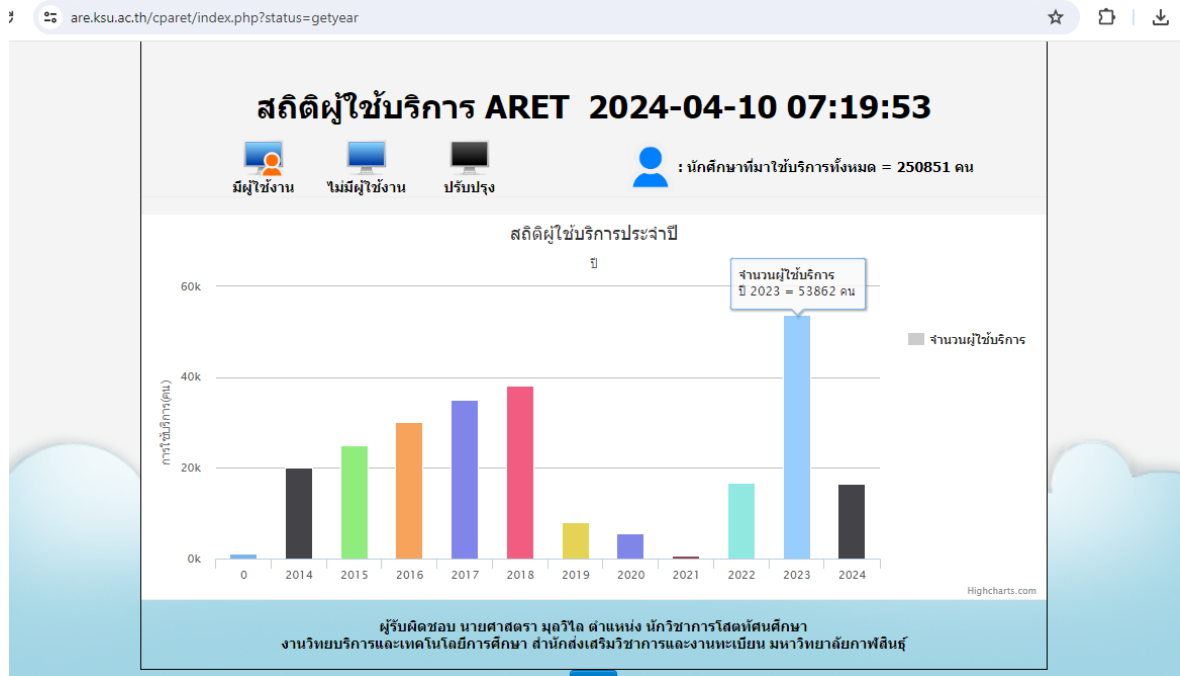 are.ksu.ac.th/cparet/index.php?status=getyear
สถิติผู้ใช้บริการ ARET 2024-04-10 07:19:53
มีผู้ใช้งาน ไม่มีผู้ใช้งาน ปรับปรุง
: นักศึกษาที่มาใช้บริการทั้งหมด = 250851 คน
สถิติผู้ใช้บริการประจำปี
ปี
จำนวนผู้ใช้บริการ
ปี 2023 = 53862 คน
60k
40k
20k
0k
การใช้บริการ(คน)
จำนวนผู้ใช้บริการ
0 2014 2015 2016 2017 2018 2019 2020 2021 2022 2023 2024
Highcharts.com
ผู้รับผิดชอบ นายศาสตรา มุลวิไล ตำแหน่ง นักวิชาการโสตทัศนศึกษา
งานวิทยบริการและเทคโนโลยีการศึกษา สำนักส่งเสริมวิชาการและงานทะเบียน มหาวิทยาลัยกาฬสินธุ์